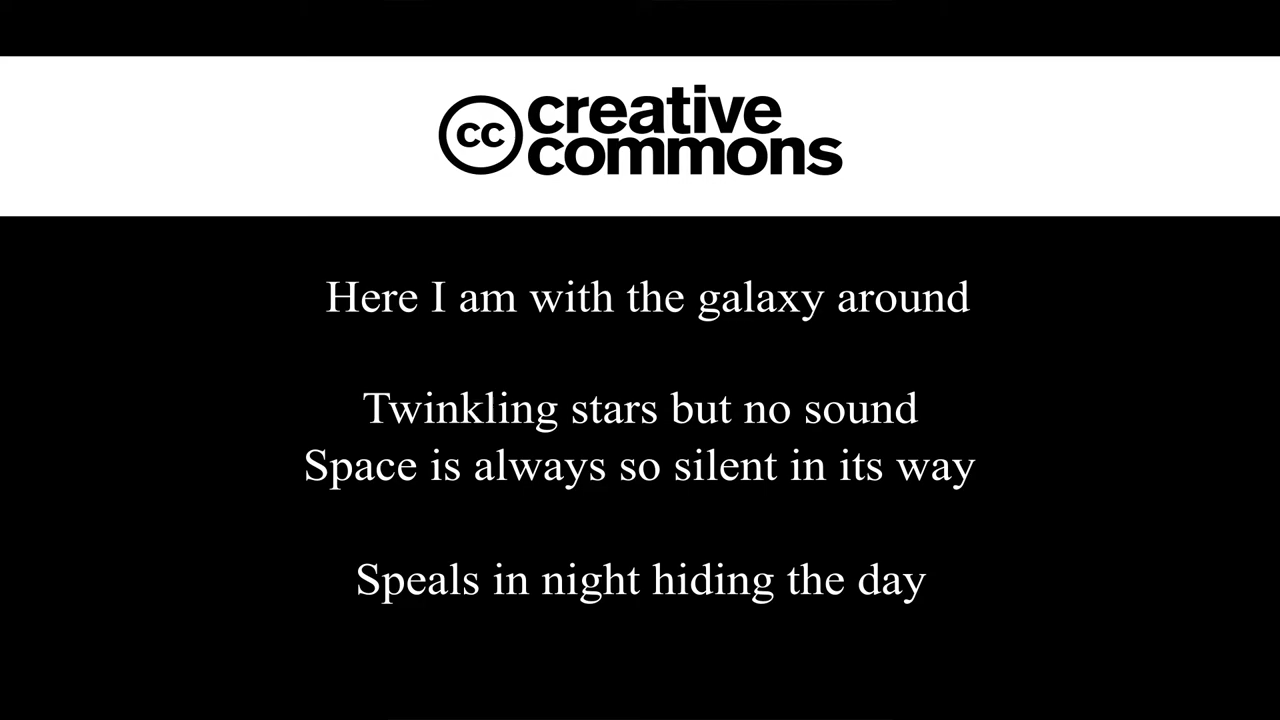 cc creative
commons
Here I am with the galaxy around
Twinkling stars but no sound
Space is always so silent in its way
Speals in night hiding the day